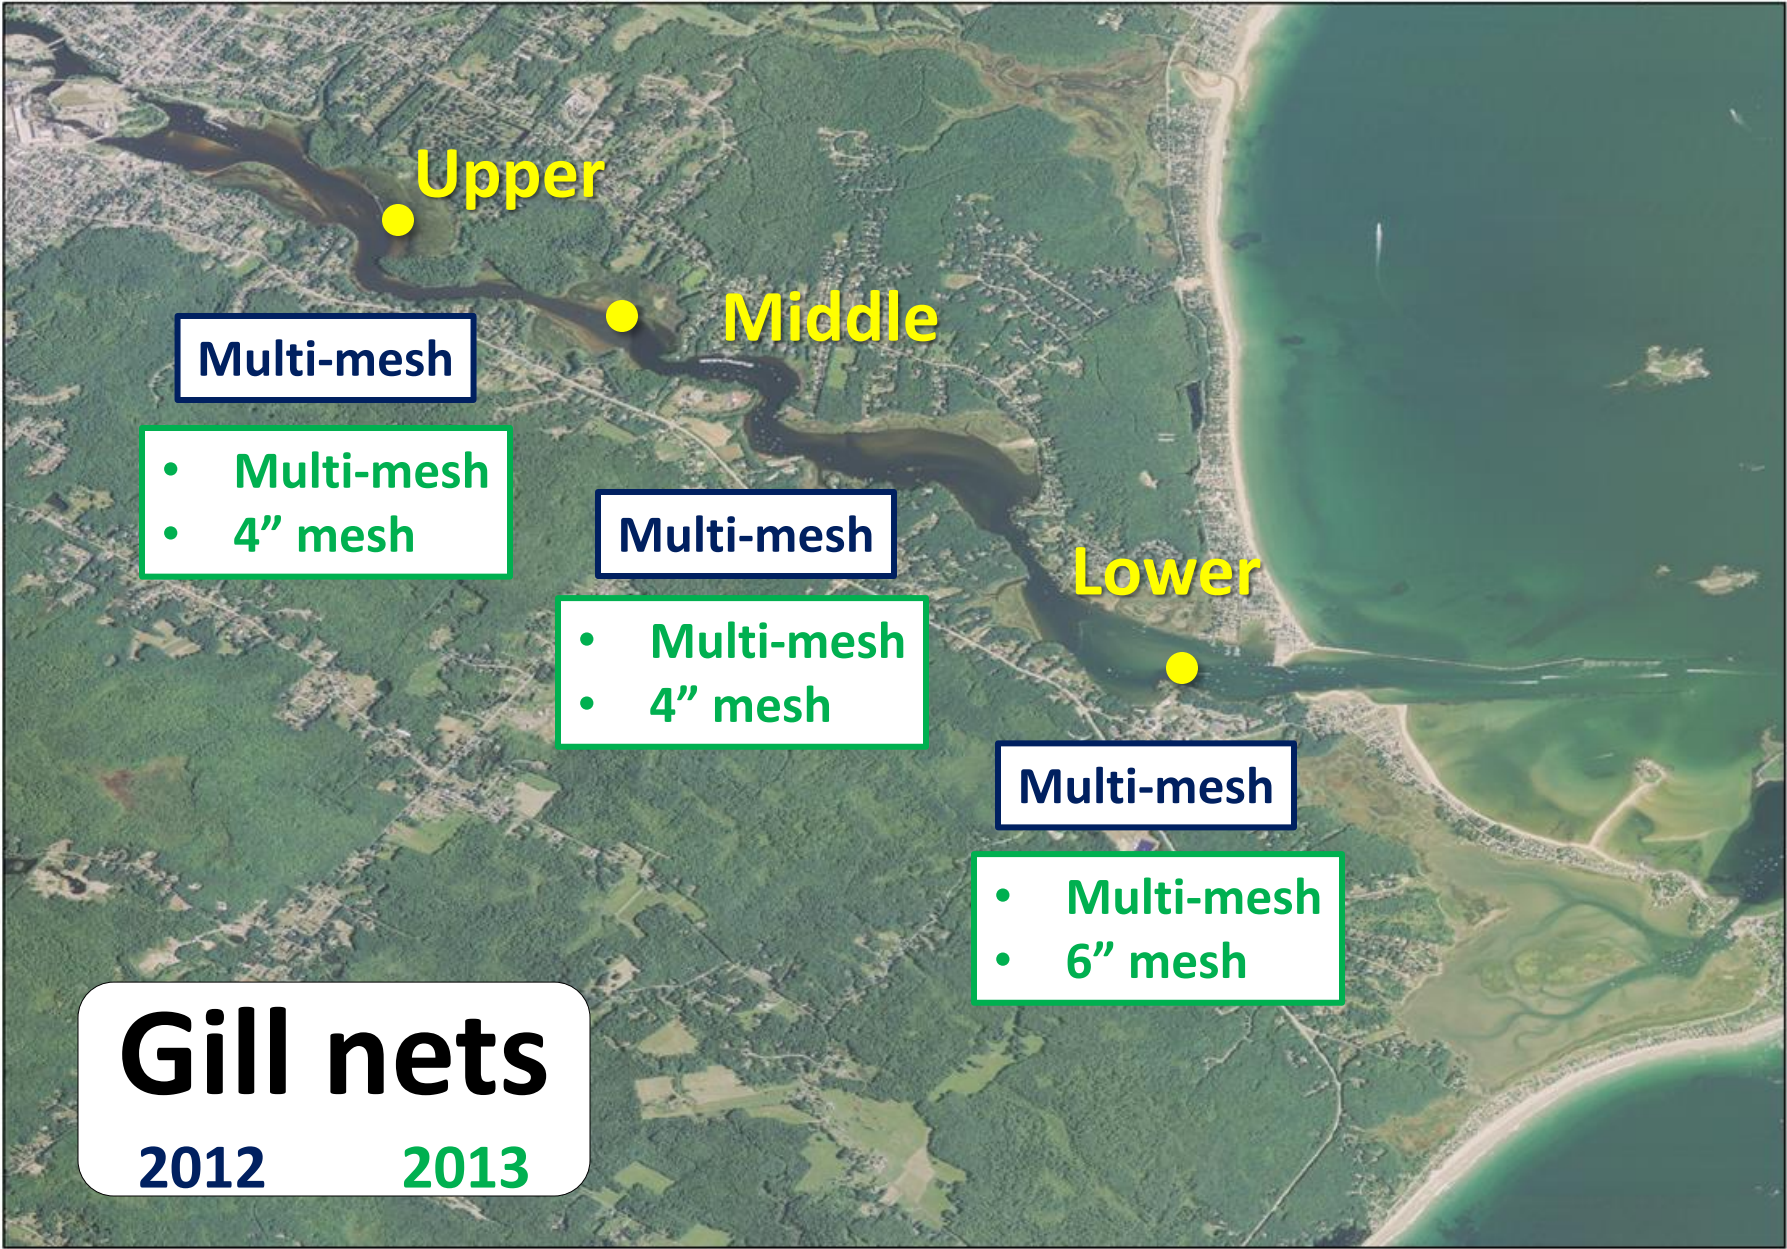 Upper
Middle
Multi-mesh
• Multi-mesh
• 4” mesh
Multi-mesh
• Multi-mesh
• 4” mesh
Lower
Multi-mesh
• Multi-mesh
• 6” mesh
Gill nets
2012 2013